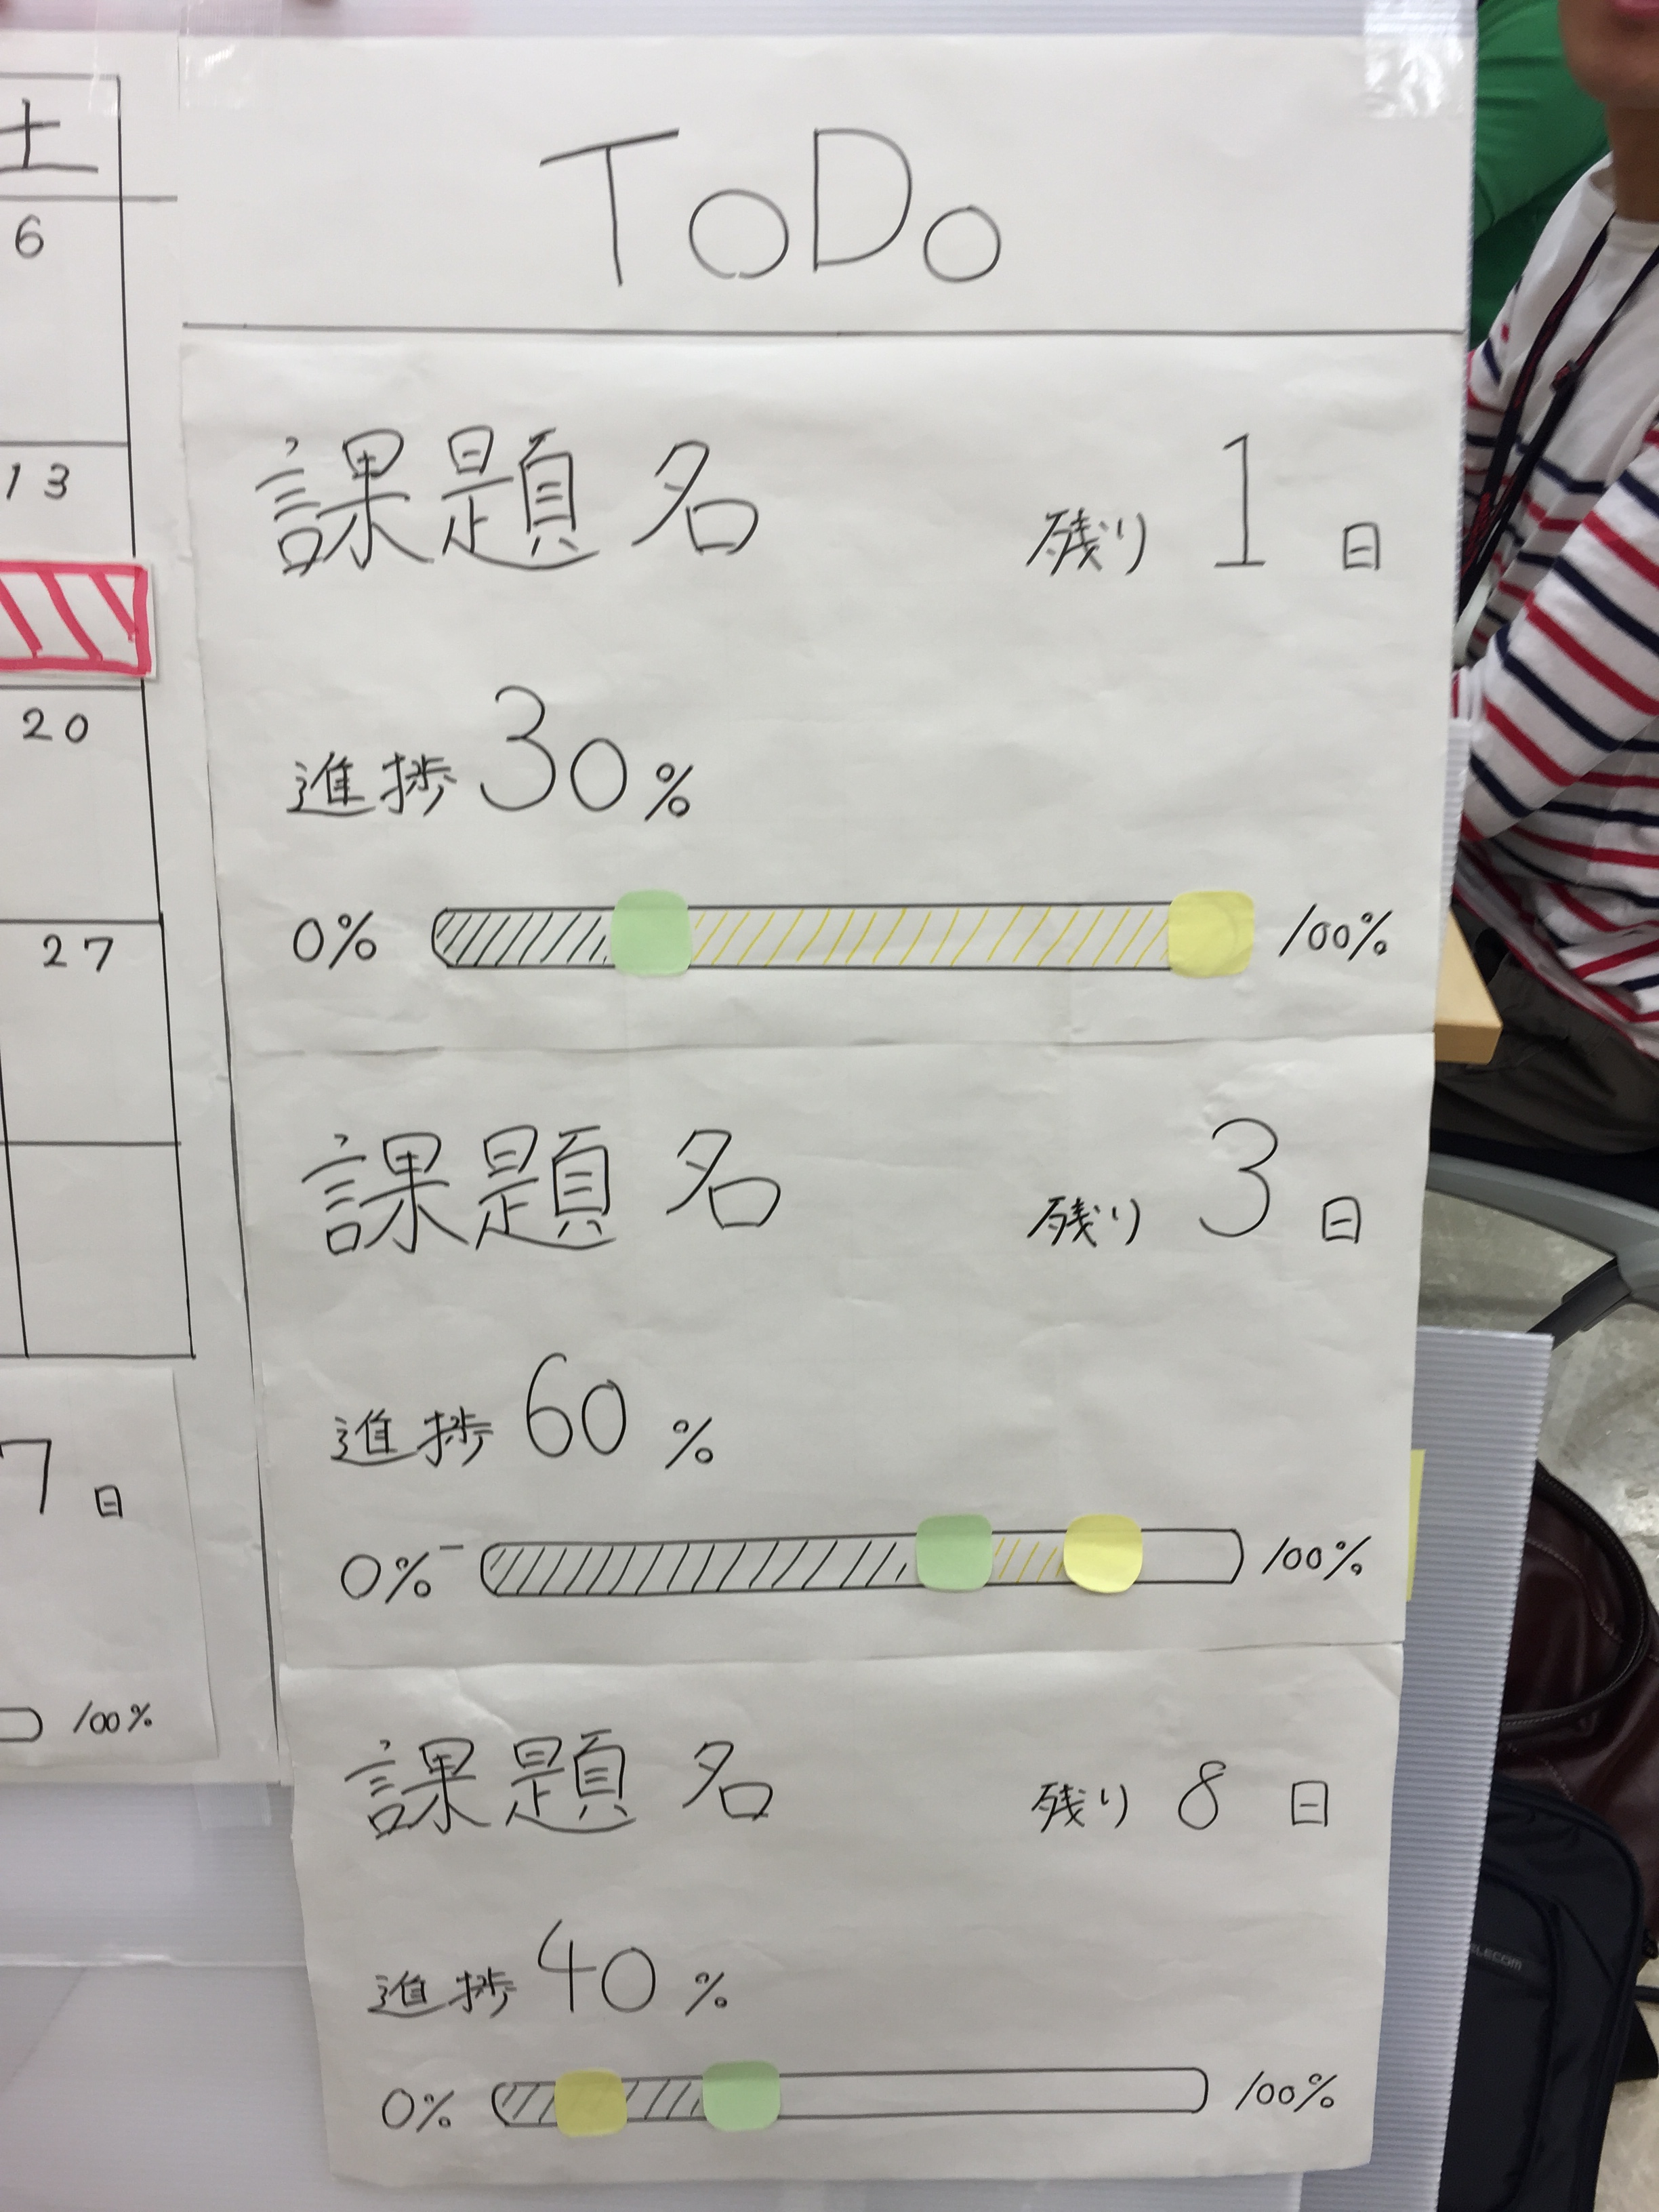 土
6
13
20
27
7 日
100%
ToDo
課題名 残り 1 日
進捗 30%
0% 100%
課題名 残り 3 日
進捗 60%
0% 100%
課題名 残り 8 日
進捗 40%
0% 100%
ELECOM